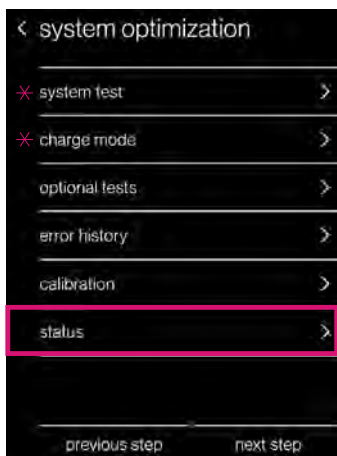 < system optimization
* system test >
* charge mode >
optional tests >
error history >
calibration >
status >
previous step next step